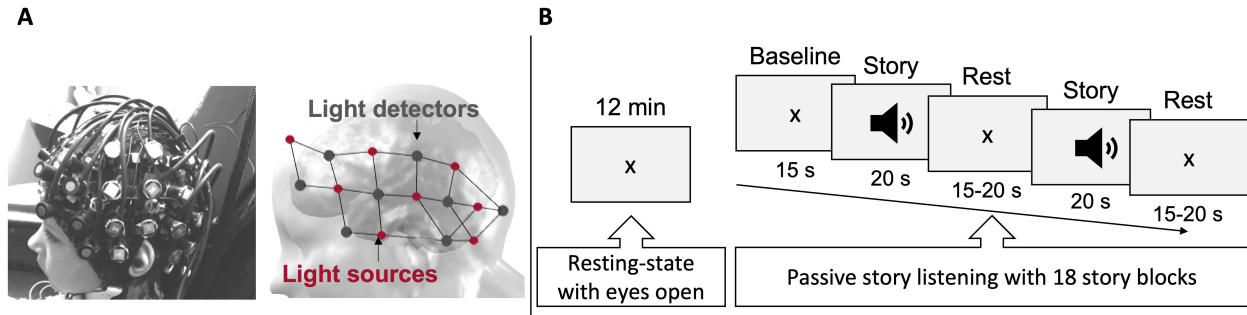 A
Light detectors
Light sources
B
12 min
x
Resting-state
with eyes open
Baseline
x
15 s
Story
20 s
Rest
x
15-20 s
Story
20 s
Rest
x
15-20 s
Passive story listening with 18 story blocks